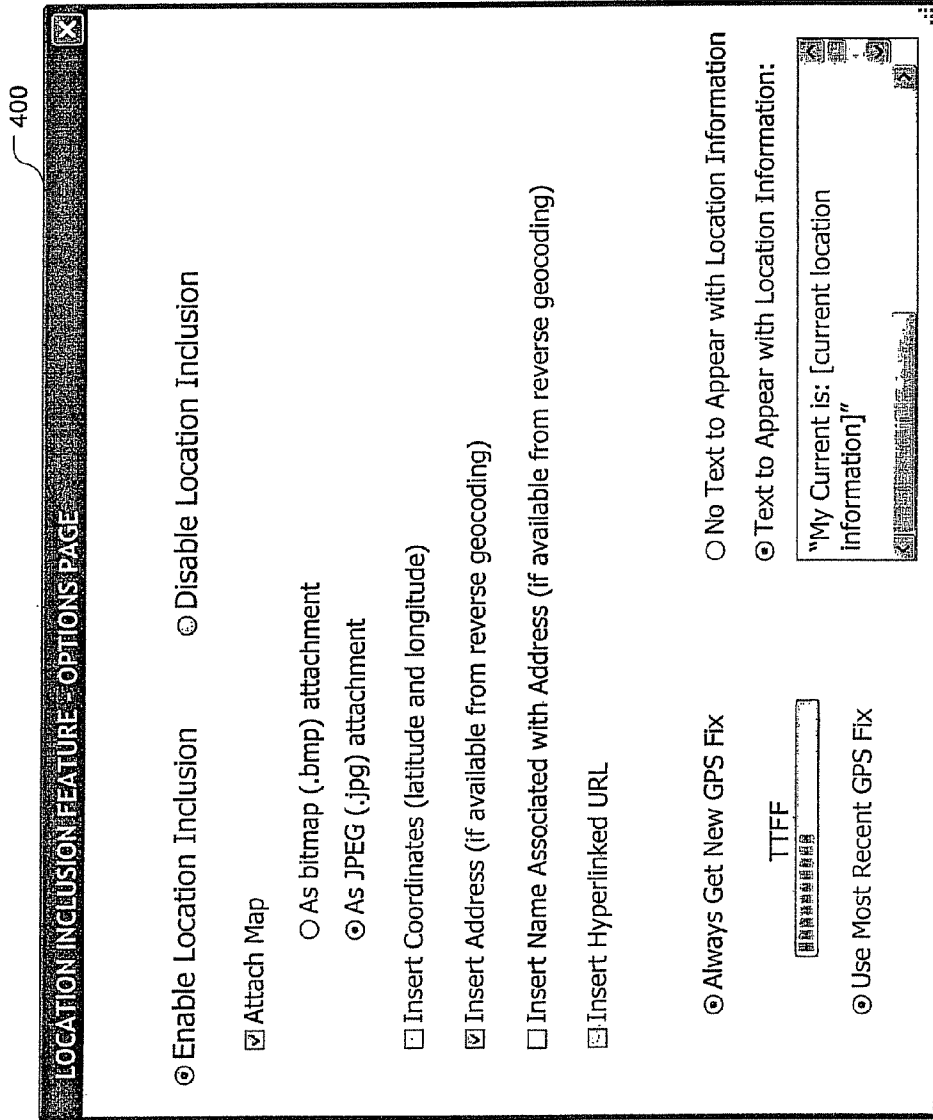 400
LOCATION INCLUSION FEATURE - OPTIONS PAGE
Enable Location Inclusion
Disable Location Inclusion
Attach Map
As bitmap (.bmp) attachment
As JPEG (.jpg) attachment
Insert Coordinates (latitude and longitude)
Insert Address (if available from reverse geocoding)
Insert Name Associated with Address (if available from reverse geocoding)
Insert Hyperlinked URL
Always Get New GPS Fix
TTFF
Use Most Recent GPS Fix
No Text to Appear with Location Information
Text to Appear with Location Information:
"My Current is: [current location
information]"